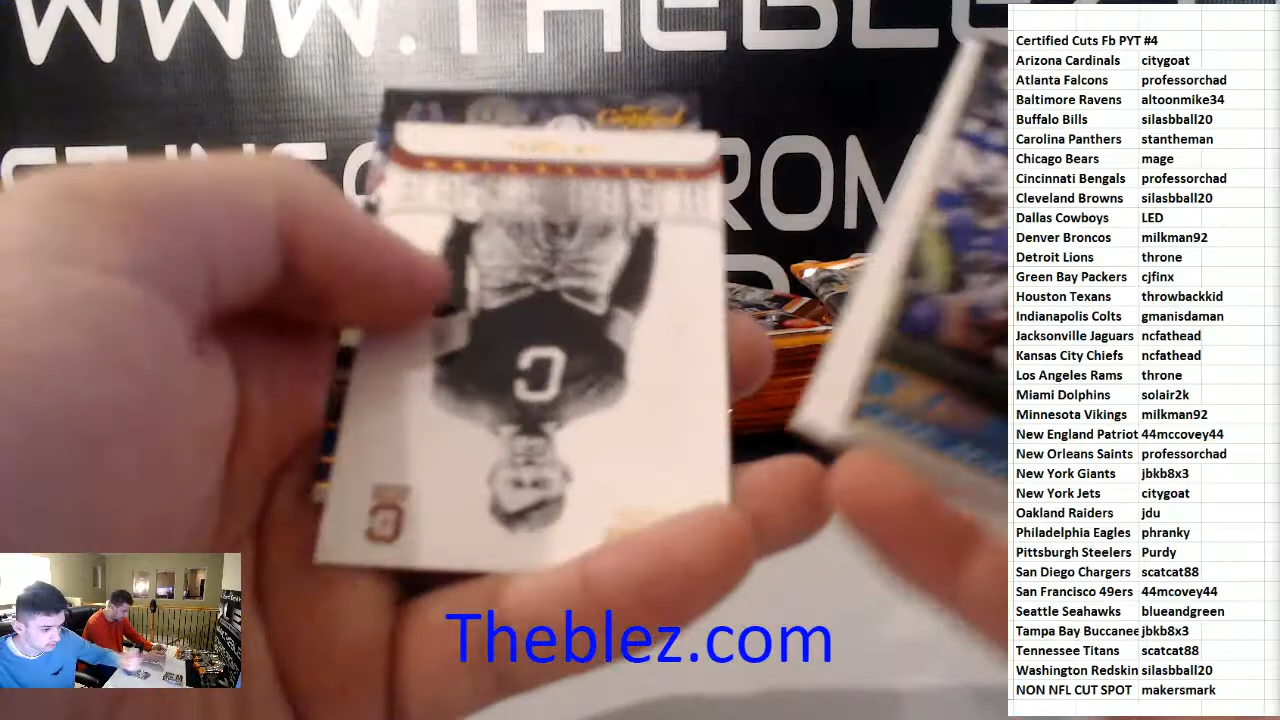 WWW.THEBLEZ
ROM
Certified
C
Theblez.com
Certified Cuts Fb PYT #4
Arizona Cardinals citygoat
Atlanta Falcons professorchad
Baltimore Ravens altoonmike34
Buffalo Bills silasbball20
Carolina Panthers stantheman
Chicago Bears mage
Cincinnati Bengals professorchad
Cleveland Browns silasbball20
Dallas Cowboys LED
Denver Broncos milkman92
Detroit Lions throne
Green Bay Packers cjfinx
Houston Texans throwbackkid
Indianapolis Colts gmanisdaman
Jacksonville Jaguars ncfathead
Kansas City Chiefs ncfathead
Los Angeles Rams throne
Miami Dolphins solair2k
Minnesota Vikings milkman92
New England Patriot 44mccovey44
New Orleans Saints professorchad
New York Giants jbkb8x3
New York Jets citygoat
Oakland Raiders jdu
Philadelphia Eagles phranky
Pittsburgh Steelers Purdy
San Diego Chargers scatcat88
San Francisco 49ers 44mcovey44
Seattle Seahawks blueandgreen
Tampa Bay Buccanee jbkb8x3
Tennessee Titans scatcat88
Washington Redskin silasbball20
NON NFL CUT SPOT makersmark